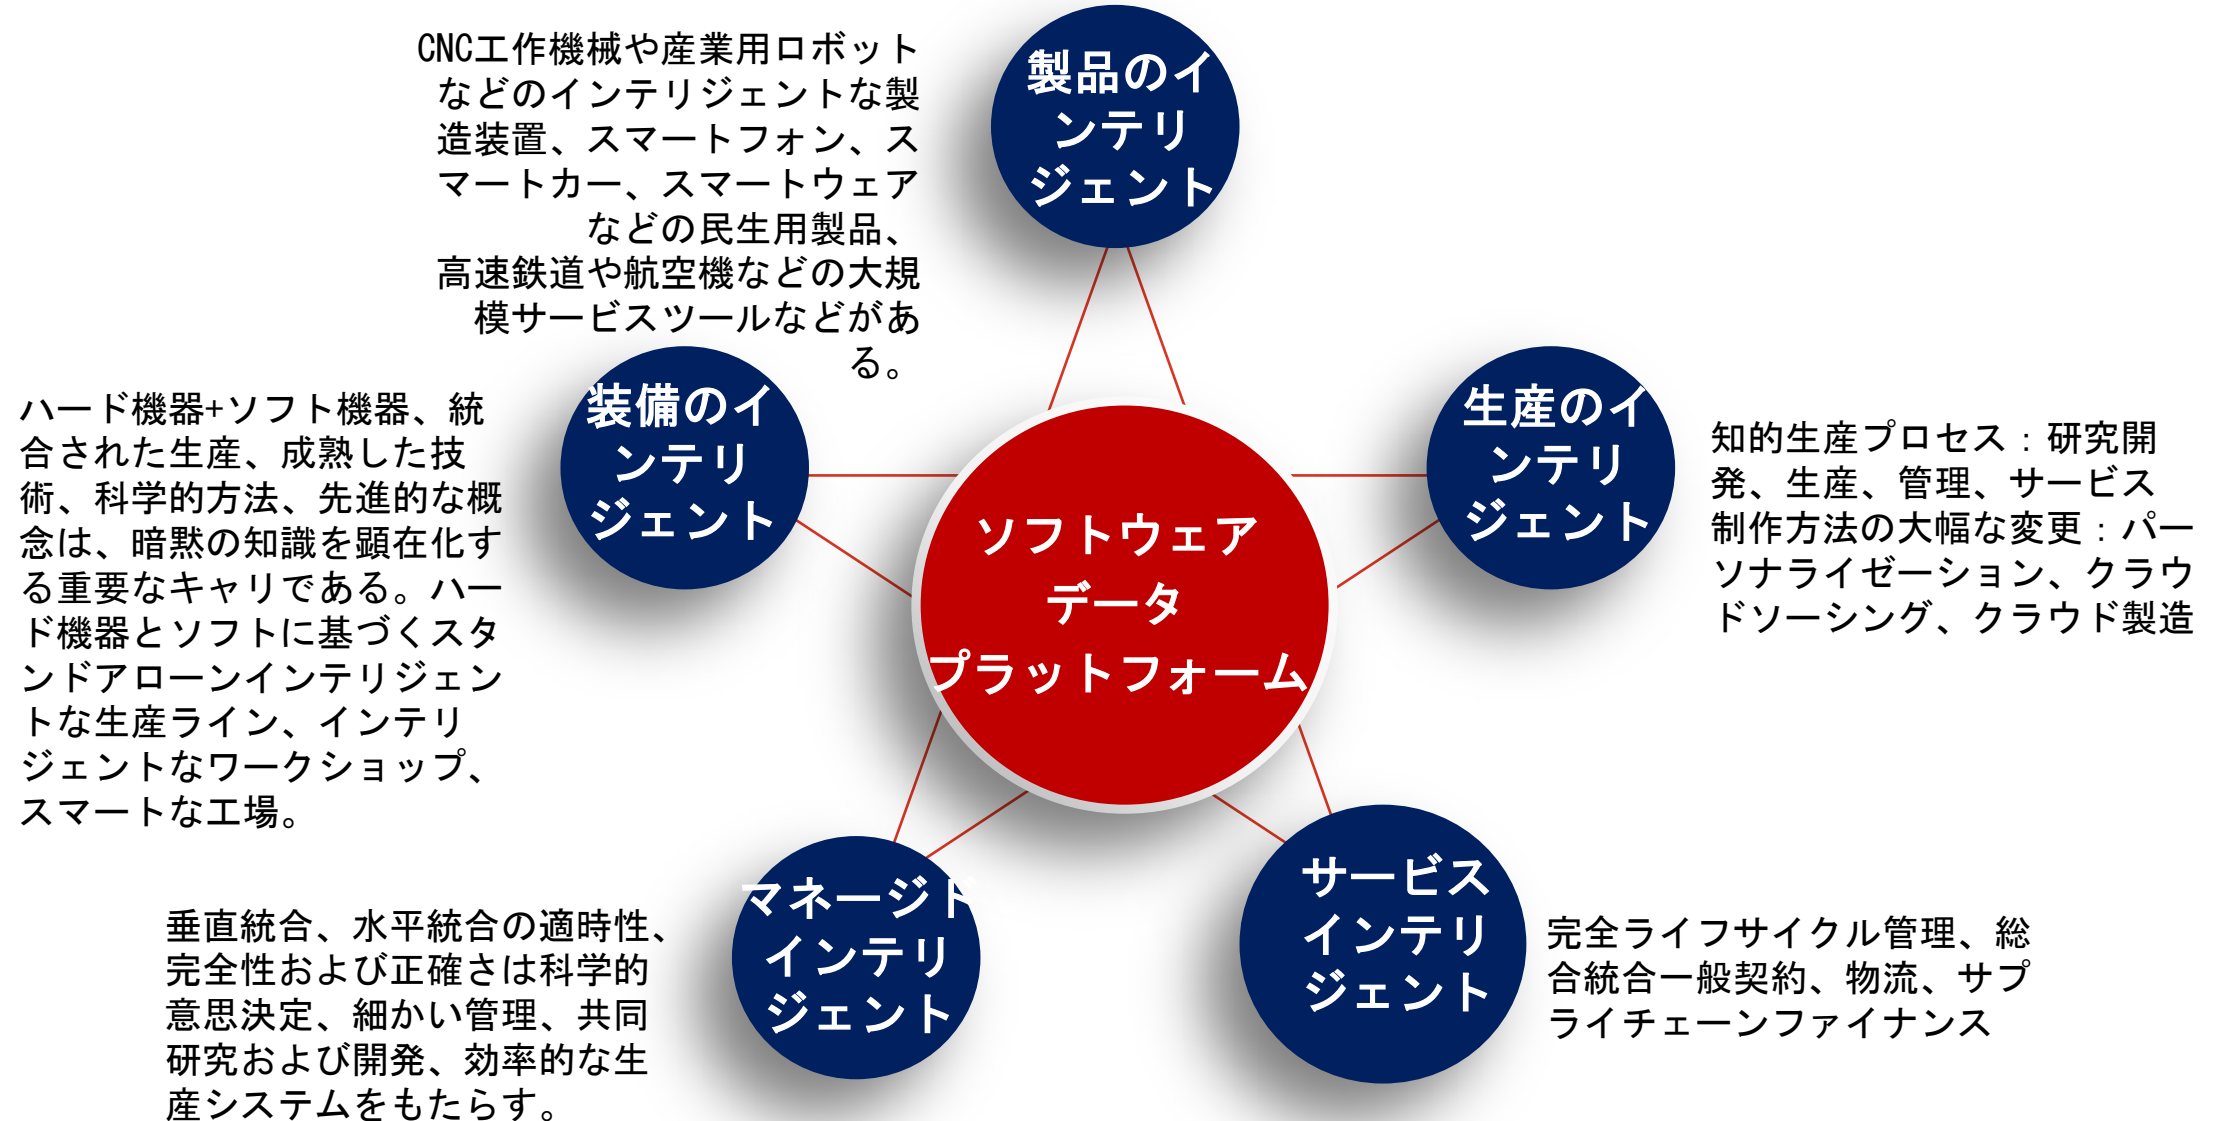 CNC工作機械や産業用ロボット
などのインテリジェントな製
造装置、スマートフォン、ス
マートカー、スマートウェア
などの民生用製品、
高速鉄道や航空機などの大規
模サービスツールなどがあ
る。
製品のイ
ンテリ
ジェント
ハード機器+ソフト機器、統
合された生産、成熟した技
術、科学的方法、先進的な概
念は、暗黙の知識を顕在化す
る重要なキャリである。ハー
ド機器とソフトに基づくスタ
ンドアローンインテリジェン
トな生産ライン、インテリ
ジェントなワークショップ、
スマートな工場。
装備のイ
ンテリ
ジェント
生産のイ
ンテリ
ジェント
知的生産プロセス：研究開
発、生産、管理、サービス
制作方法の大幅な変更：パー
ソナライゼーション、クラウ
ドソーシング、クラウド製造
ソフトウェア
データ
プラットフォーム
垂直統合、水平統合の適時性、
完全性および正確さは科学的
意思決定、細かい管理、共同
研究および開発、効率的な生
産システムをもたらす。
マネージド
インテリ
ジェント
サービス
インテリ
ジェント
完全ライフサイクル管理、総
合統合一般契約、物流、サプ
ライチェーンファイナンス